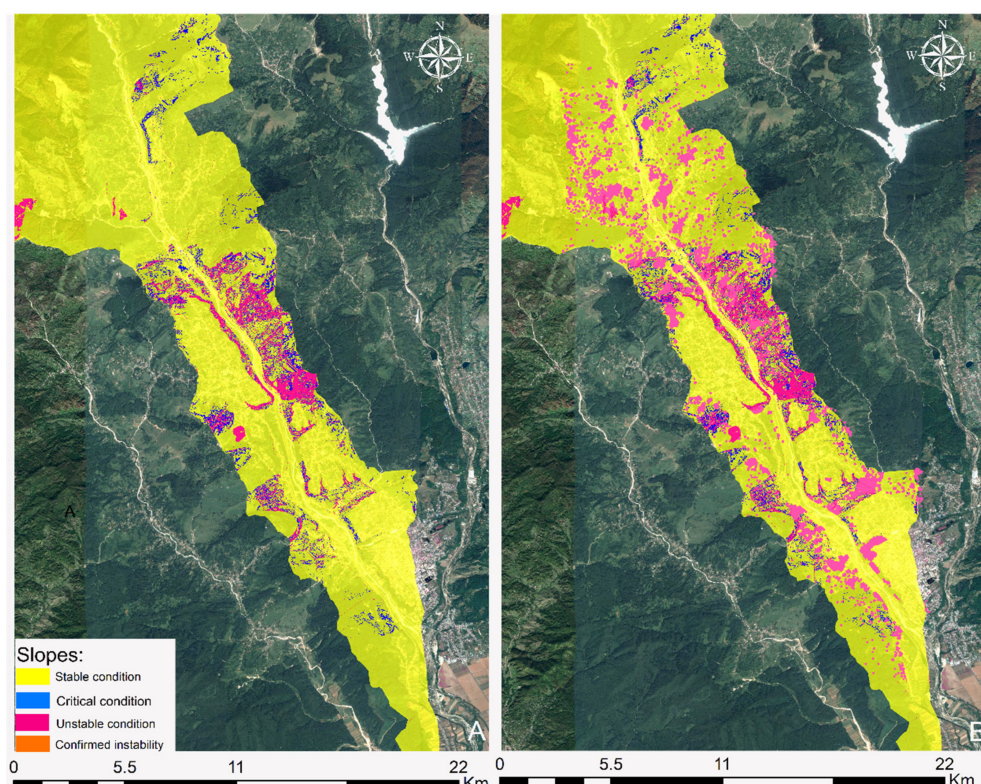 N
W E
S
N
W E
S
A
Slopes:
Stable condition
Critical condition
Unstable condition
Confirmed instability
A
0 5.5 11 22
Km
0 5.5 11 22
Km